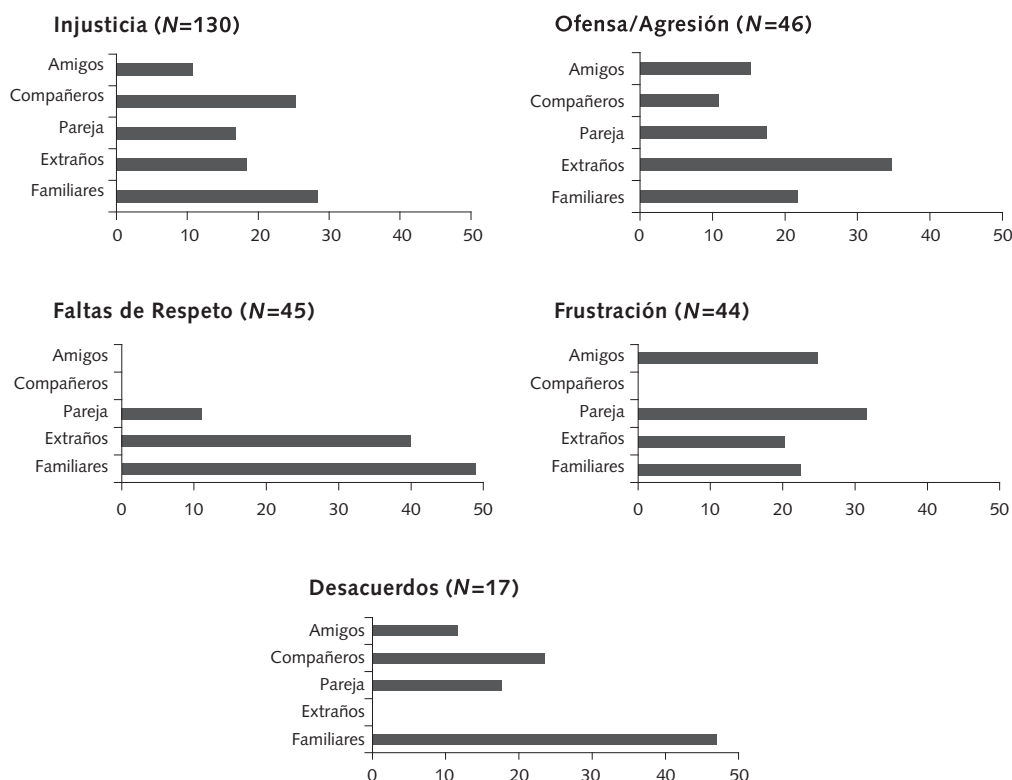 Injusticia (N=130)
Amigos
Compañeros
Pareja
Extraños
Familiares
0 10 20 30 40 50
Ofensa/Agresión (N=46)
Amigos
Compañeros
Pareja
Extraños
Familiares
0 10 20 30 40 50
Faltas de Respeto (N=45)
Amigos
Compañeros
Pareja
Extraños
Familiares
0 10 20 30 40 50
Frustración (N=44)
Amigos
Compañeros
Pareja
Extraños
Familiares
0 10 20 30 40 50
Desacuerdos (N=17)
Amigos
Compañeros
Pareja
Extraños
Familiares
0 10 20 30 40 50